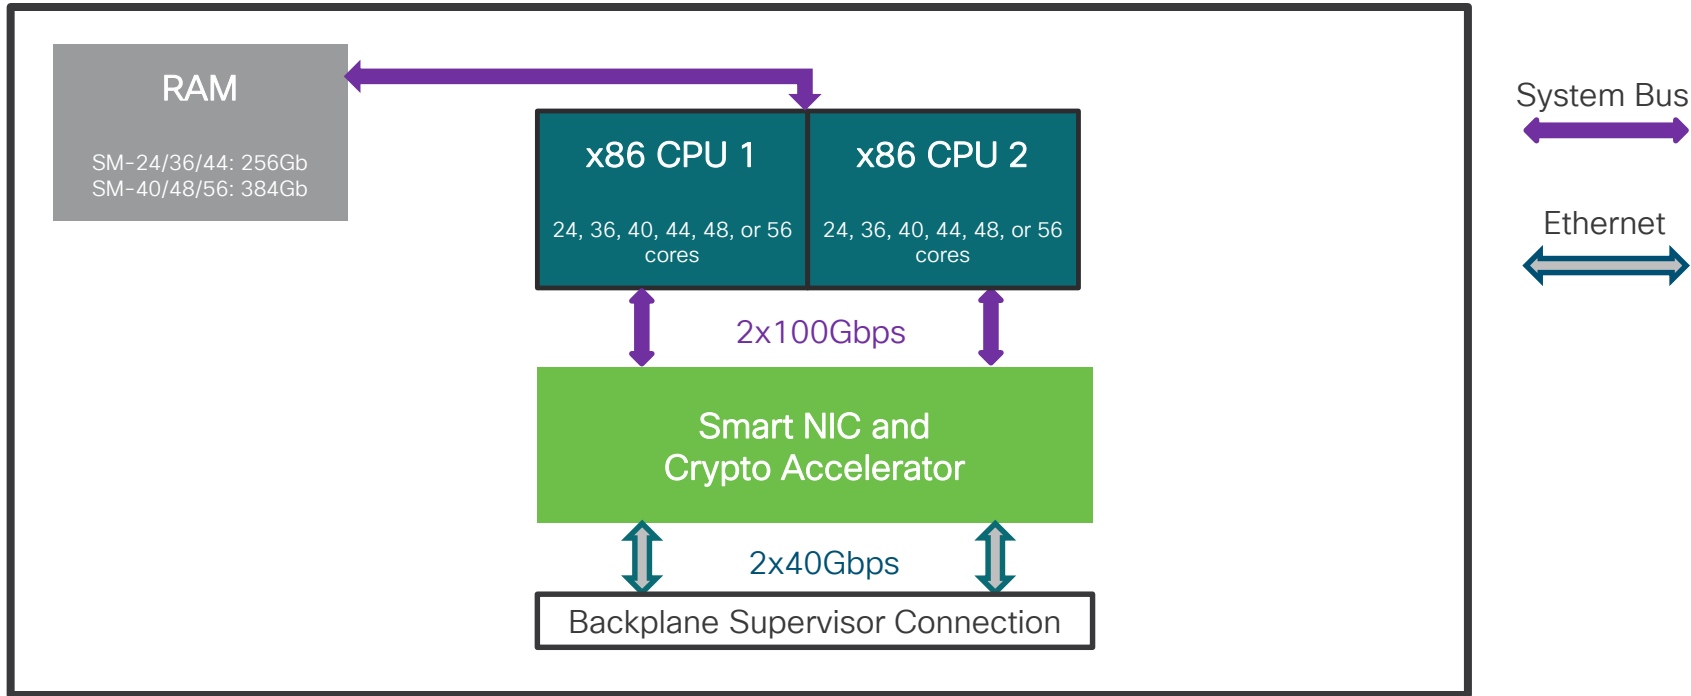 RAM
SM-24/36/44: 256Gb
SM-40/48/56: 384Gb
x86 CPU 1
24, 36, 40, 44, 48, or 56
cores
x86 CPU 2
24, 36, 40, 44, 48, or 56
cores
2x100Gbps
Smart NIC and
Crypto Accelerator
2x40Gbps
Backplane Supervisor Connection
System Bus
Ethernet